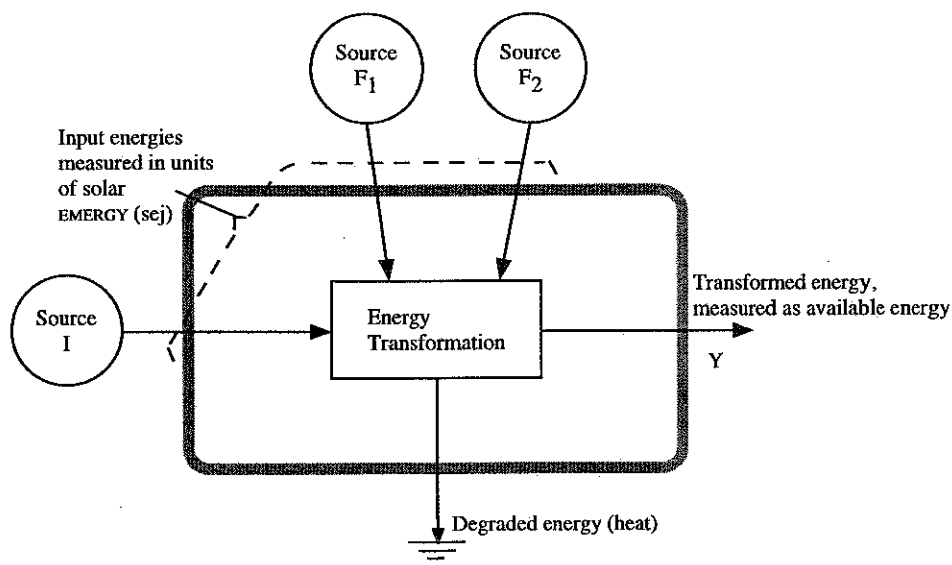 Source
F1
Source
F2
Input energies
measured in units
of solar
EMERGY (sej)
Source
I
Energy
Transformation
Transformed energy,
measured as available energy
Y
Degraded energy (heat)